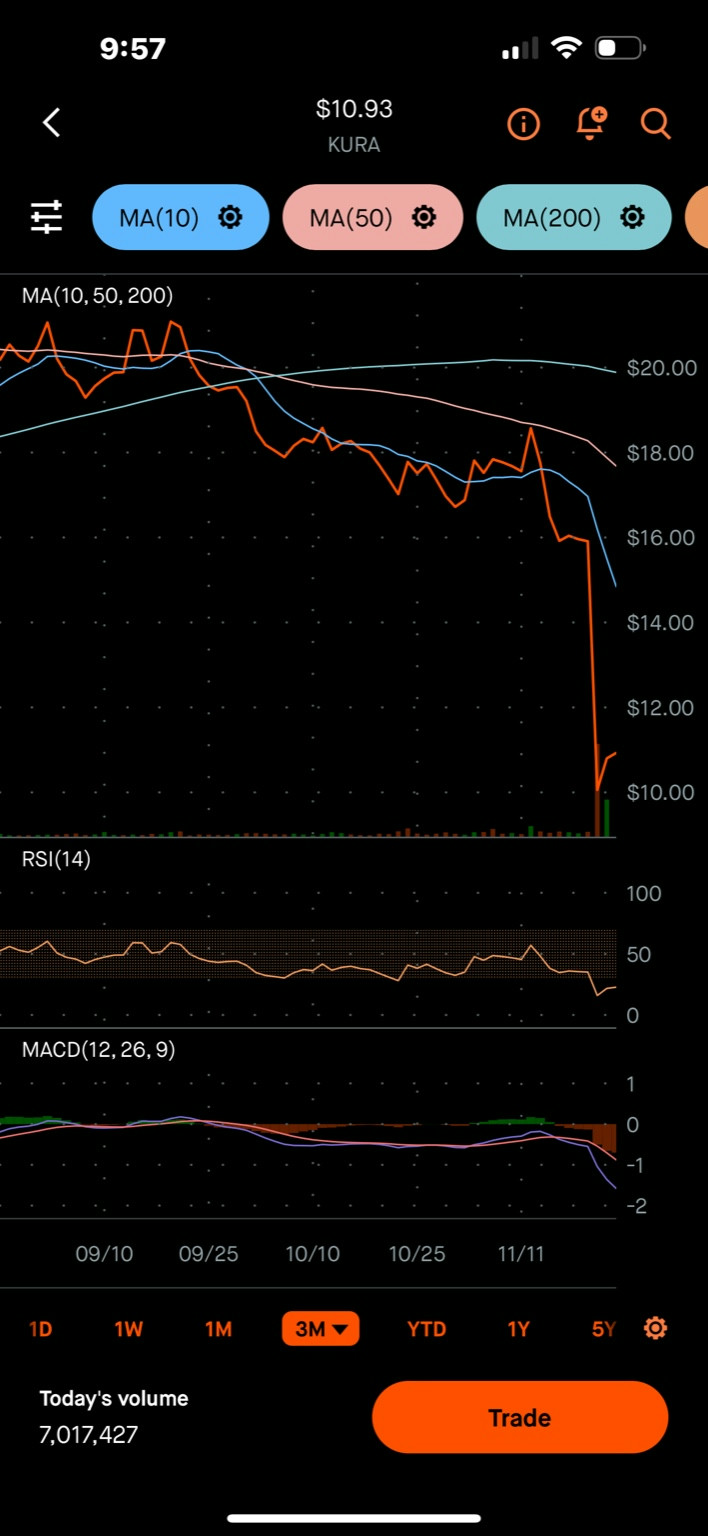 9:57
$10.93
KURA
MA(10)
MA(50)
MA(200)
MA(10,50,200)
$20.00
$18.00
$16.00
$14.00
$12.00
$10.00
RSI(14)
100
50
0
MACD(12,26,9)
1
0
-1
-2
09/10 09/25 10/10 10/25 11/11
1D 1W 1M 3M YTD 1Y 5Y
Today's volume
7,017,427
Trade